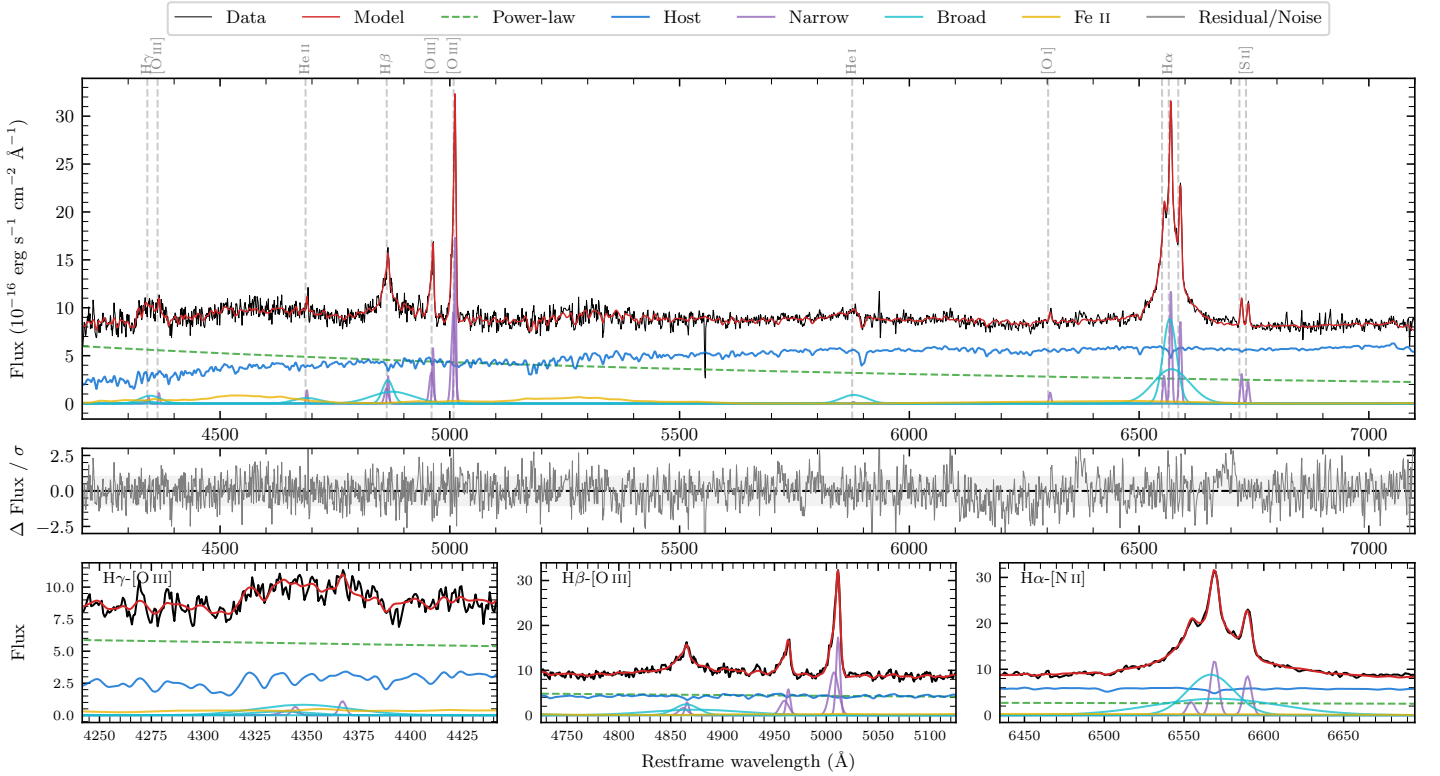 Data Model Power-law Host Narrow Broad Fe II Residual/Noise
Hγ [O III] He II Hβ [O III] [O III] He I [O I] Hα [S II]
Flux (10⁻¹⁶ erg s⁻¹ cm⁻² Å⁻¹)
30
25
20
15
10
5
0
4500 5000 5500 6000 6500 7000
Δ Flux / σ
2.5
0.0
−2.5
4500 5000 5500 6000 6500 7000
Flux
Hγ-[O III]
10.0
7.5
5.0
2.5
0.0
4250 4275 4300 4325 4350 4375 4400 4425
Hβ-[O III]
30
20
10
0
4750 4800 4850 4900 4950 5000 5050 5100
Hα-[N II]
30
20
10
0
6450 6500 6550 6600 6650
Restframe wavelength (Å)